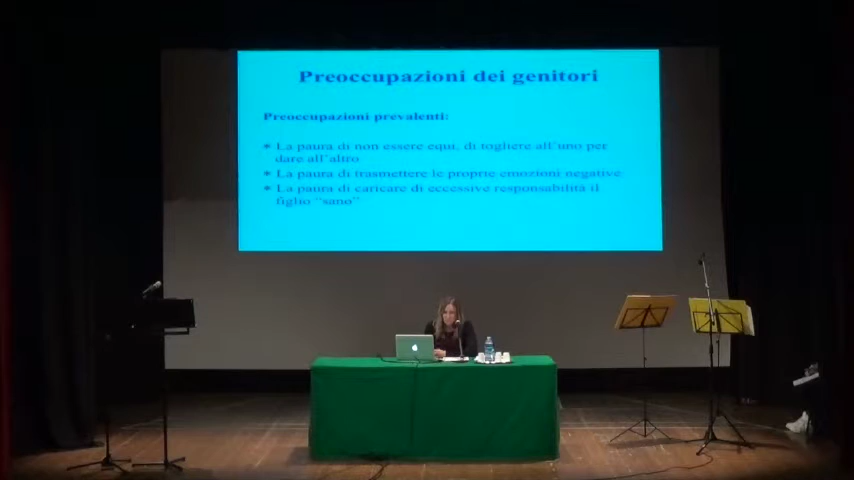 Preoccupazioni dei genitori
Preoccupazioni prevalenti:
La paura di non essere equi, di togliere all'uno per
dare all'altro
La paura di trasmettere le proprie emozioni negative
La paura di caricare di eccessive responsabilità il
figlio "sano"